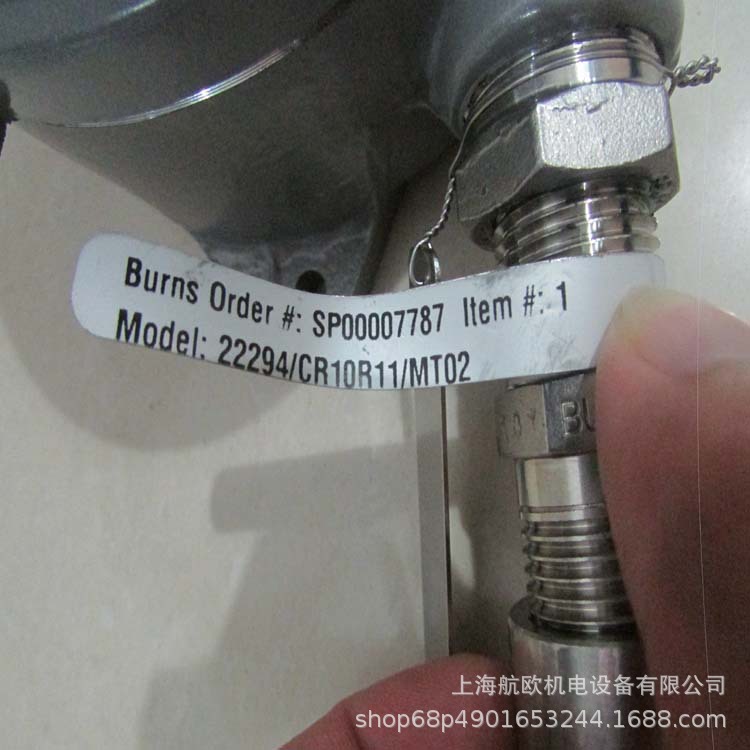 Burns Order #: SP00007787 Item #: 1
Model: 22294/CR10R11/MT02
BU
上海航欧机电设备有限公司
shop68p4901653244.1688.com